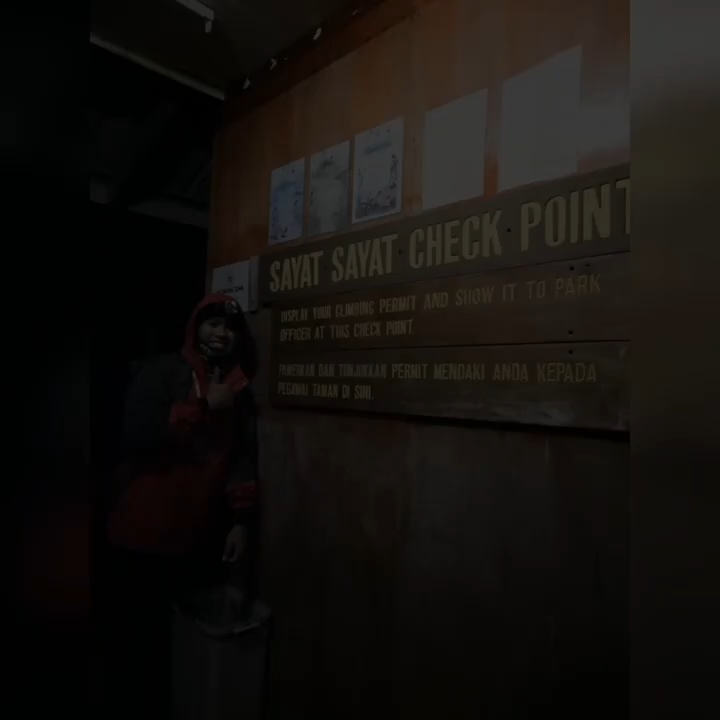 SAYAT SAYAT CHECK POINT
DISPLAY YOUR CLIMBING PERMIT AND SHOW IT TO PARK
OFFICER AT THIS CHECK POINT.
PAMERKAN DAN TUNJUKKAN PERMIT MENDAKI ANDA KEPADA
PEGAWAI TAMAN DI SINI.